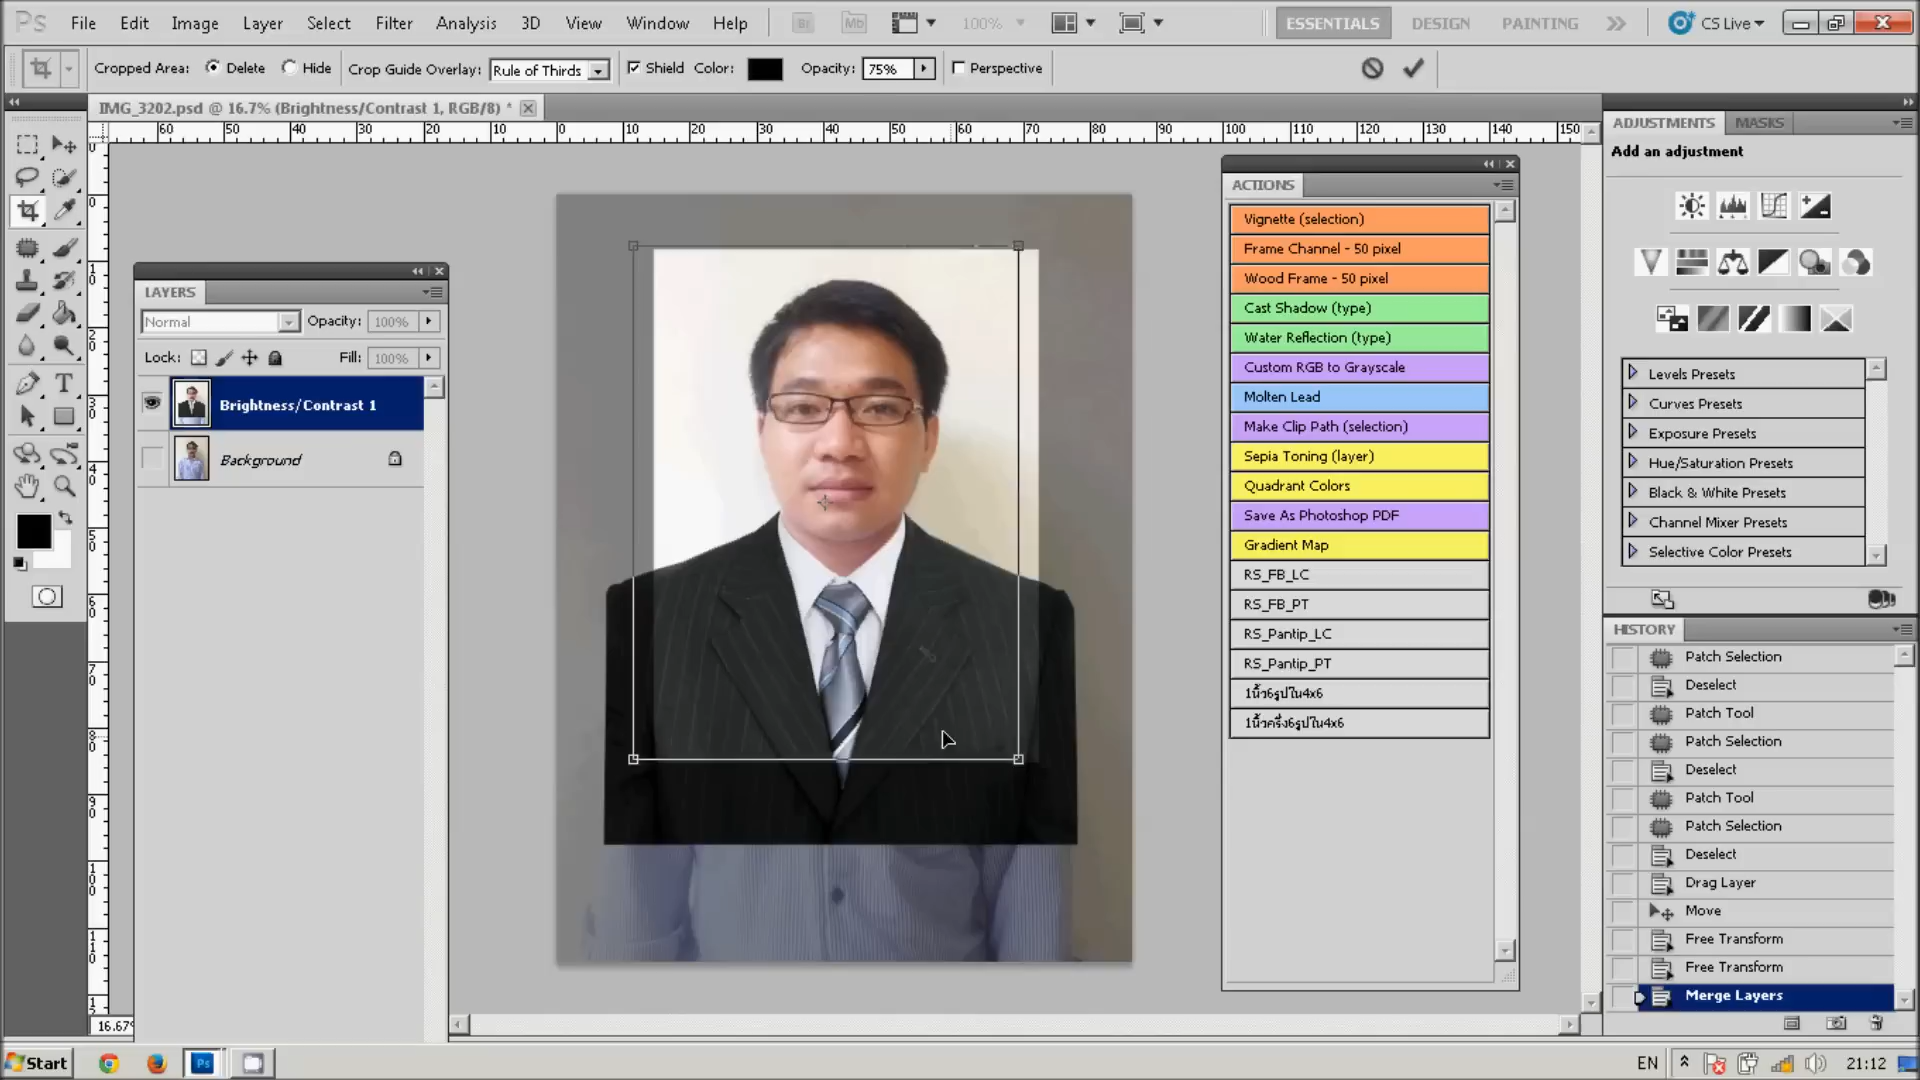 Ps File Edit Image Layer Select Filter Analysis 3D View Window Help Br Mb 100% ESSENTIALS DESIGN PAINTING CS Live
Cropped Area: Delete Hide Crop Guide Overlay: Rule of Thirds Shield Color: Opacity: 75% Perspective
IMG_3202.psd @ 16.7% (Brightness/Contrast 1, RGB/8) *
60 50 40 30 20 10 0 10 20 30 40 50 60 70 80 90 100 110 120 130 140 150
LAYERS
Normal Opacity: 100%
Lock: Fill: 100%
Brightness/Contrast 1
Background
16.67%
ACTIONS
Vignette (selection)
Frame Channel - 50 pixel
Wood Frame - 50 pixel
Cast Shadow (type)
Water Reflection (type)
Custom RGB to Grayscale
Molten Lead
Make Clip Path (selection)
Sepia Toning (layer)
Quadrant Colors
Save As Photoshop PDF
Gradient Map
RS_FB_LC
RS_FB_PT
RS_Pantip_LC
RS_Pantip_PT
1นิ้ว6รูปใน4x6
1นิ้วครึ่ง6รูปใน4x6
ADJUSTMENTS MASKS
Add an adjustment
Levels Presets
Curves Presets
Exposure Presets
Hue/Saturation Presets
Black & White Presets
Channel Mixer Presets
Selective Color Presets
HISTORY
Patch Selection
Deselect
Patch Tool
Patch Selection
Deselect
Patch Tool
Patch Selection
Deselect
Drag Layer
Move
Free Transform
Free Transform
Merge Layers
Start Ps EN 21:12